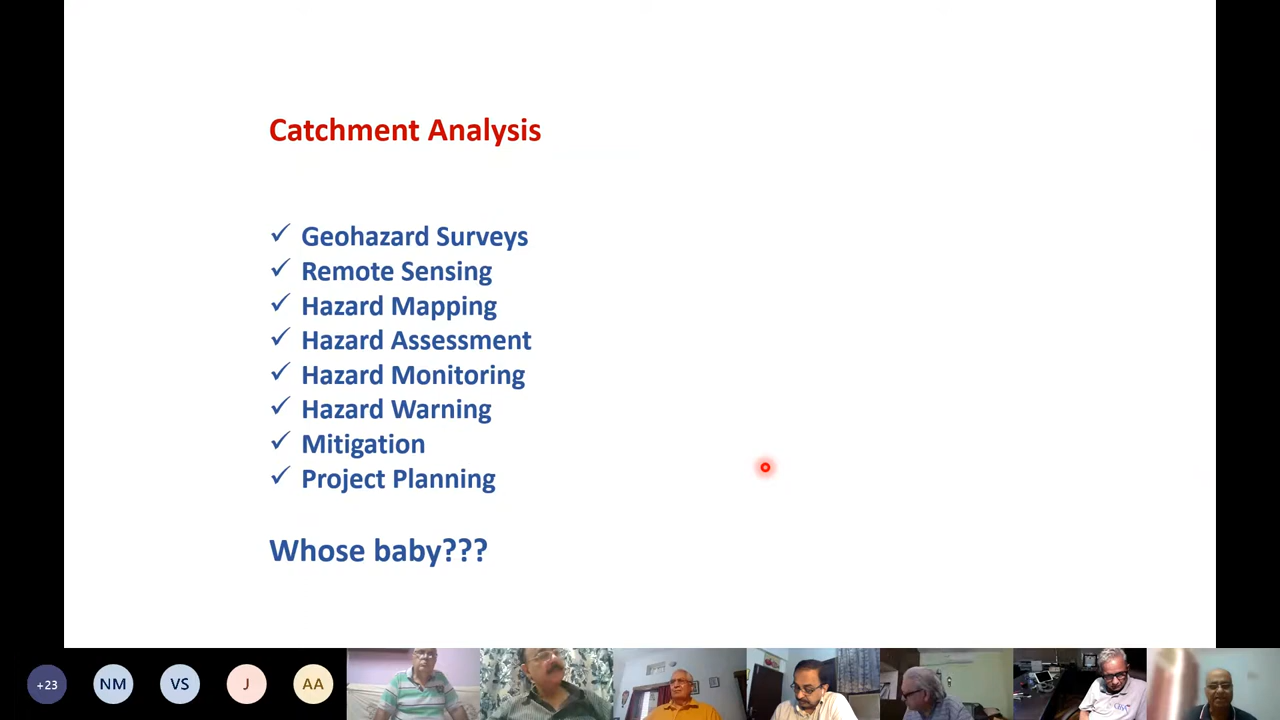 Catchment Analysis
✓ Geohazard Surveys
✓ Remote Sensing
✓ Hazard Mapping
✓ Hazard Assessment
✓ Hazard Monitoring
✓ Hazard Warning
✓ Mitigation
✓ Project Planning
Whose baby???
+23 NM VS J AA